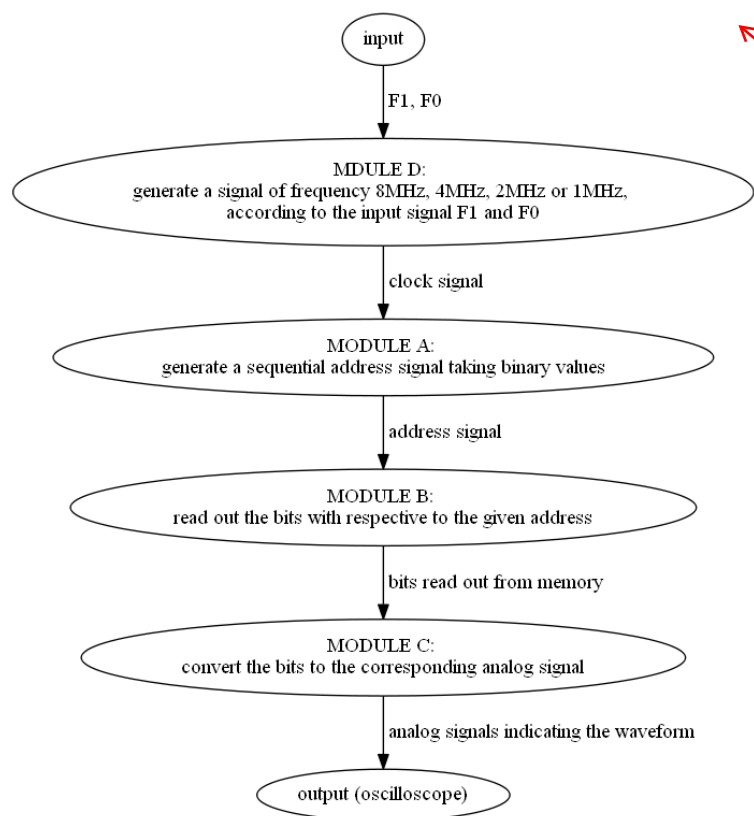 input
F1, F0
MDULE D:
generate a signal of frequency 8MHz, 4MHz, 2MHz or 1MHz,
according to the input signal F1 and F0
clock signal
MODULE A:
generate a sequential address signal taking binary values
address signal
MODULE B:
read out the bits with respective to the given address
bits read out from memory
MODULE C:
convert the bits to the corresponding analog signal
analog signals indicating the waveform
output (oscilloscope)